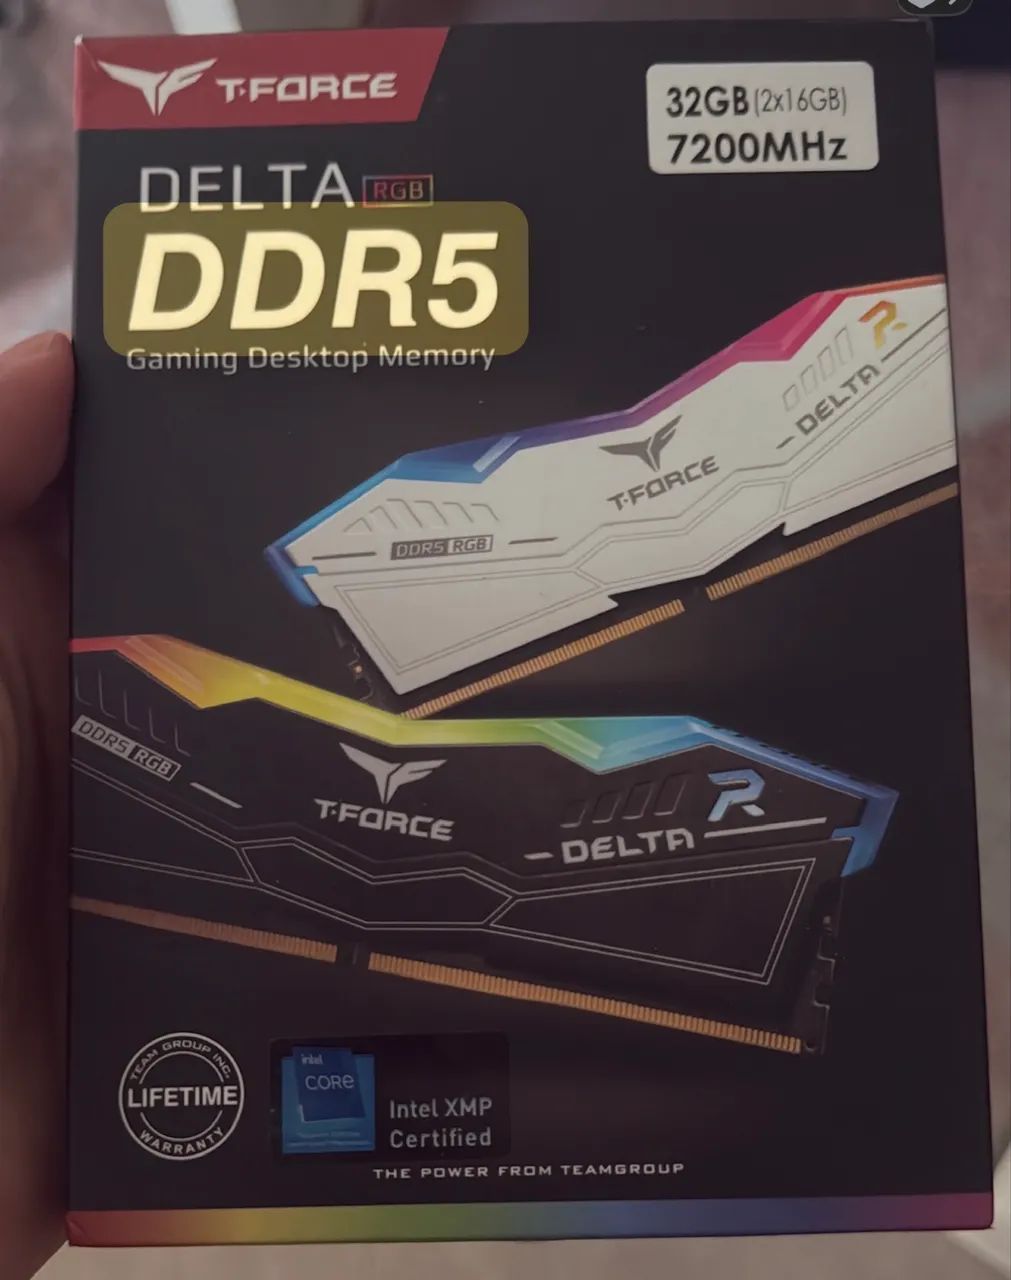 T-FORCE
32GB (2x16GB)
7200MHz
DELTA RGB
DDR5
Gaming Desktop Memory
R
DELTA
T-FORCE
DDR5 RGB
DDR5 RGB
T-FORCE
R
DELTA
TEAM GROUP INC.
LIFETIME
WARRANTY
intel
CORE
Intel XMP
Certified
THE POWER FROM TEAMGROUP